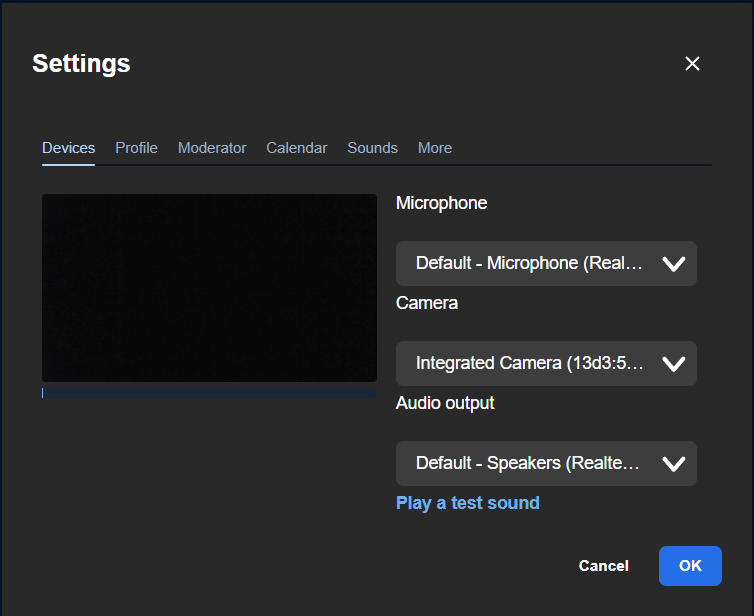 Settings
Devices Profile Moderator Calendar Sounds More
Microphone
Default - Microphone (Real...
Camera
Integrated Camera (13d3:5...
Audio output
Default - Speakers (Realte...
Play a test sound
Cancel OK